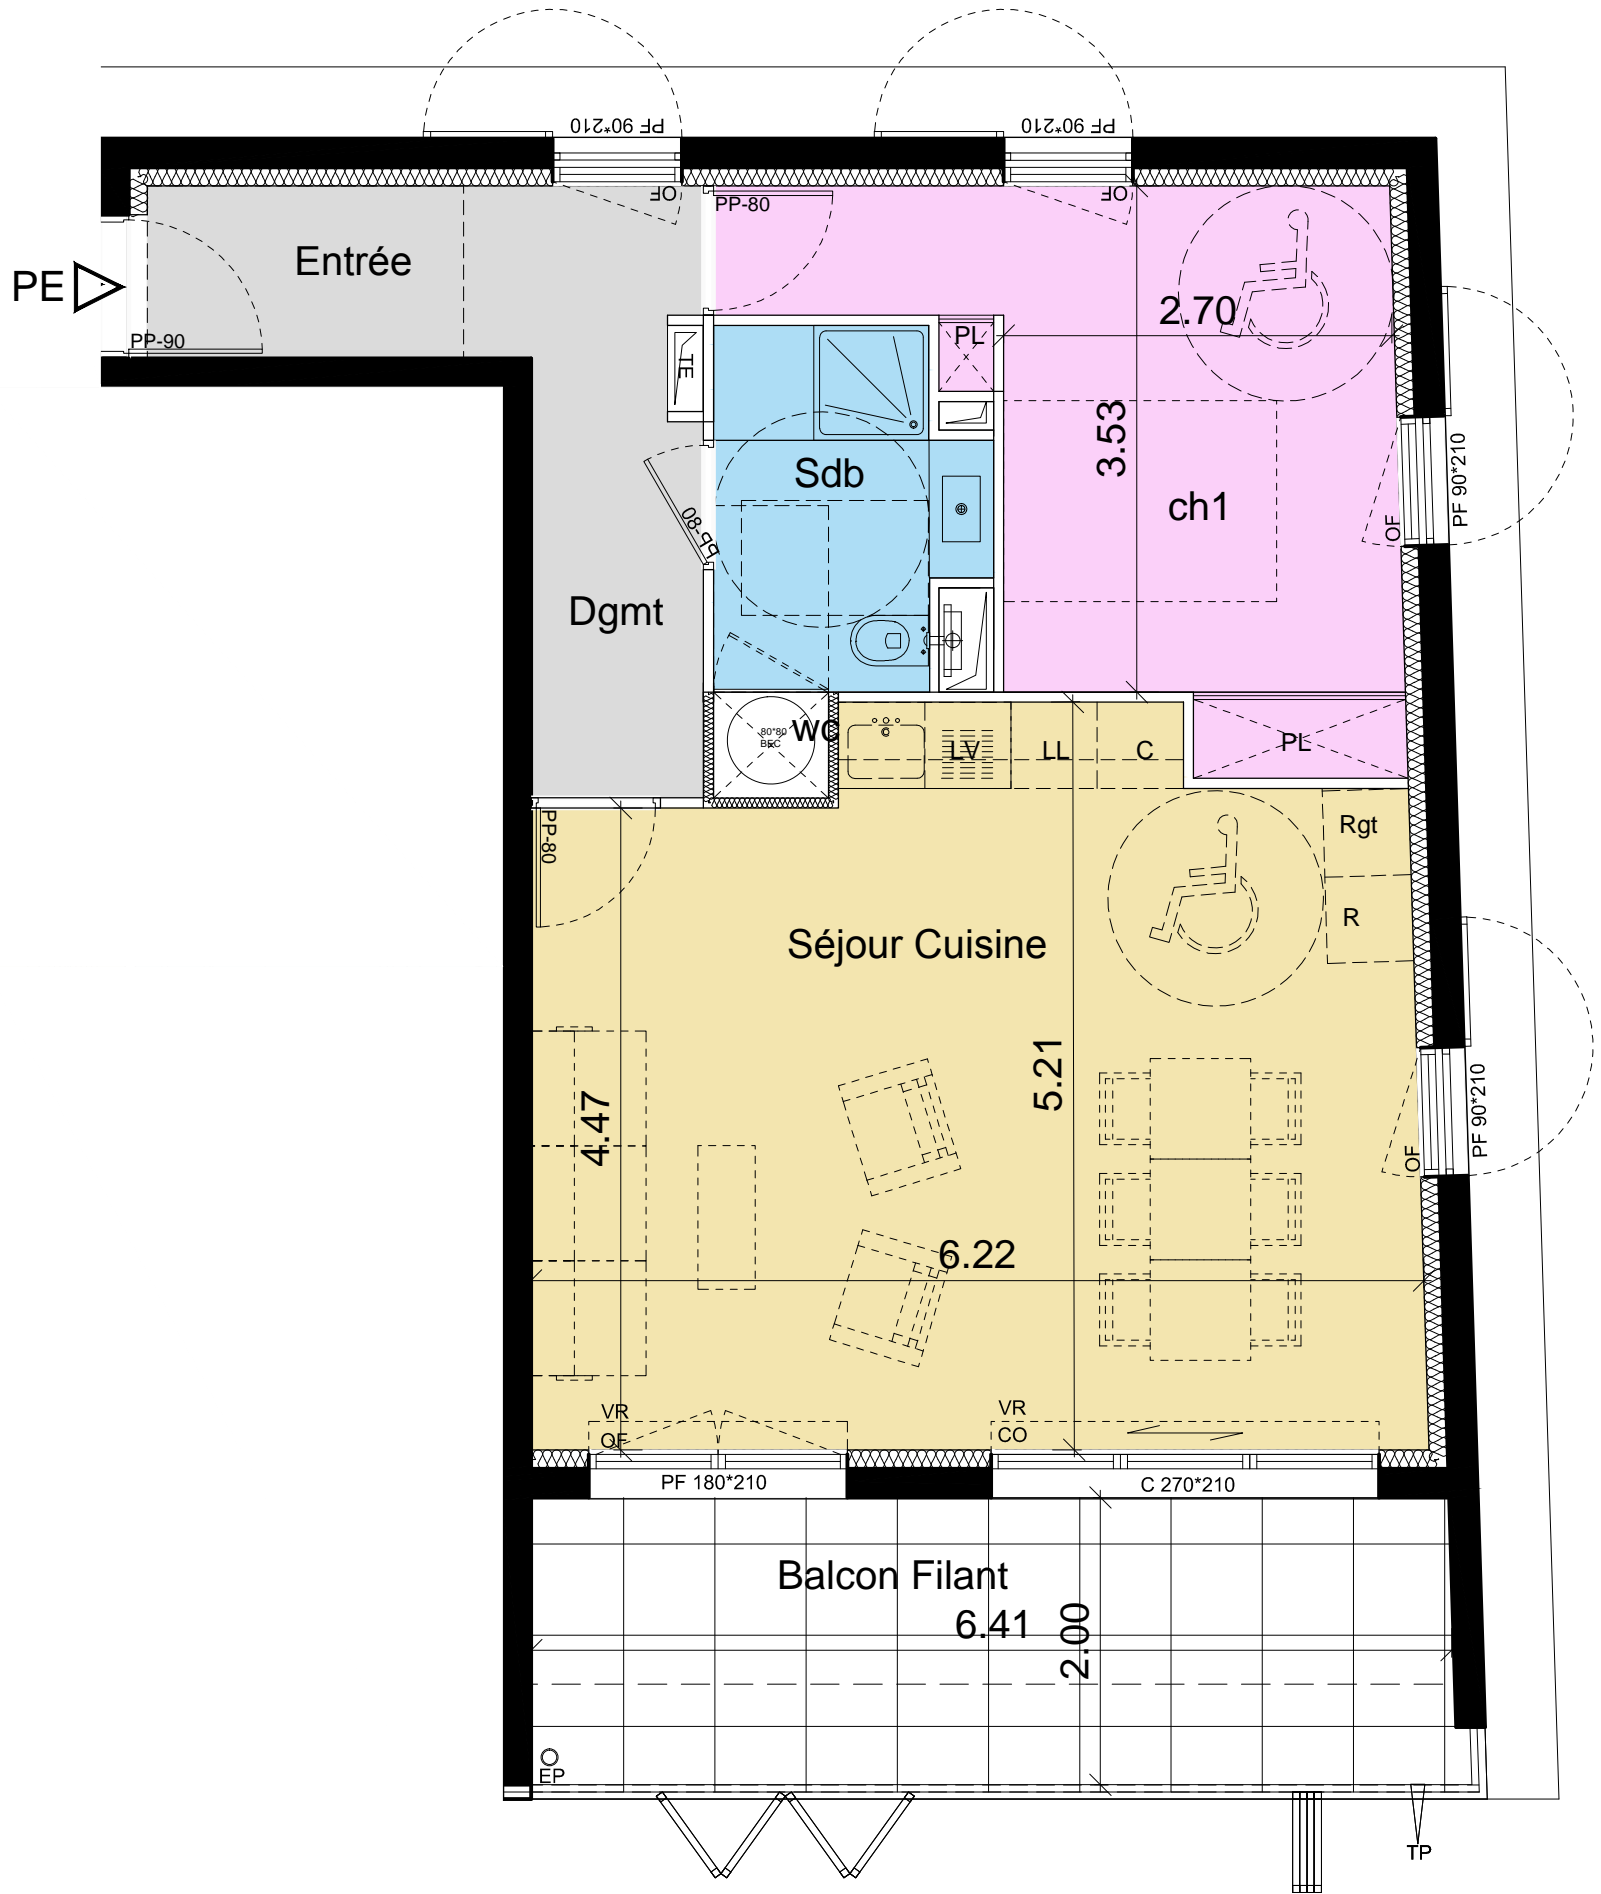 PF 90*210
PF 90*210
OF
OF
PP-80
Entrée
PE
PP-90
2.70
PL
TE
3.53
Sdb
ch1
PF 90*210
OF
PP-80
Dgmt
WC
80*80
BEC
LV
LL
C
PL
PP-80
Rgt
R
Séjour Cuisine
5.21
4.47
PF 90*210
OF
6.22
VR
OF
VR
CO
PF 180*210
C 270*210
Balcon Filant
6.41
2.00
EP
TP